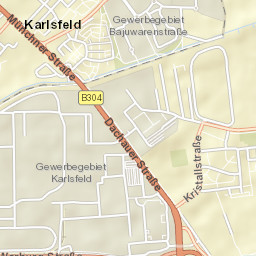 Karlsfeld
Gewerbegebiet
Bajuwarenstraße
Münchner Straße
B304
Dachauer Straße
Gewerbegebiet
Karlsfeld
Kristallstraße